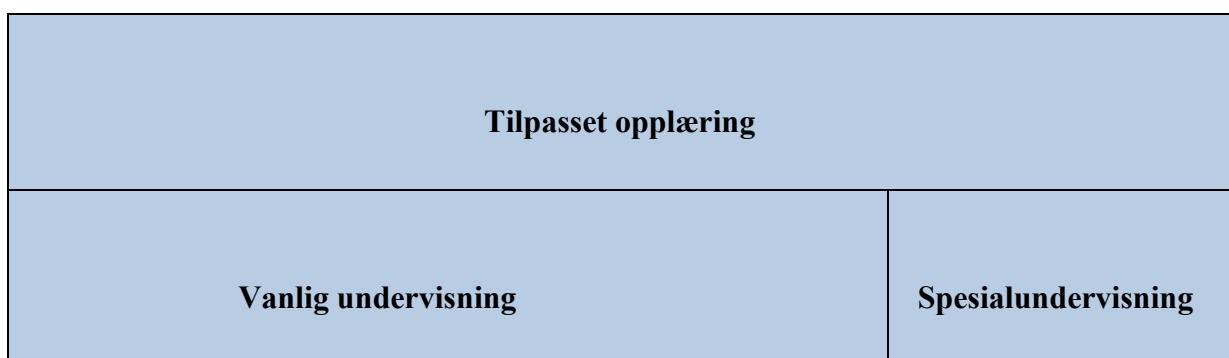 Tilpasset opplæring
Vanlig undervisning
Spesialundervisning